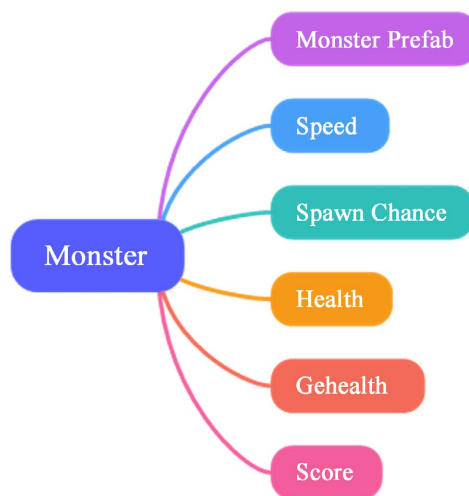 Monster Prefab
Speed
Spawn Chance
Monster
Health
Gehealth
Score